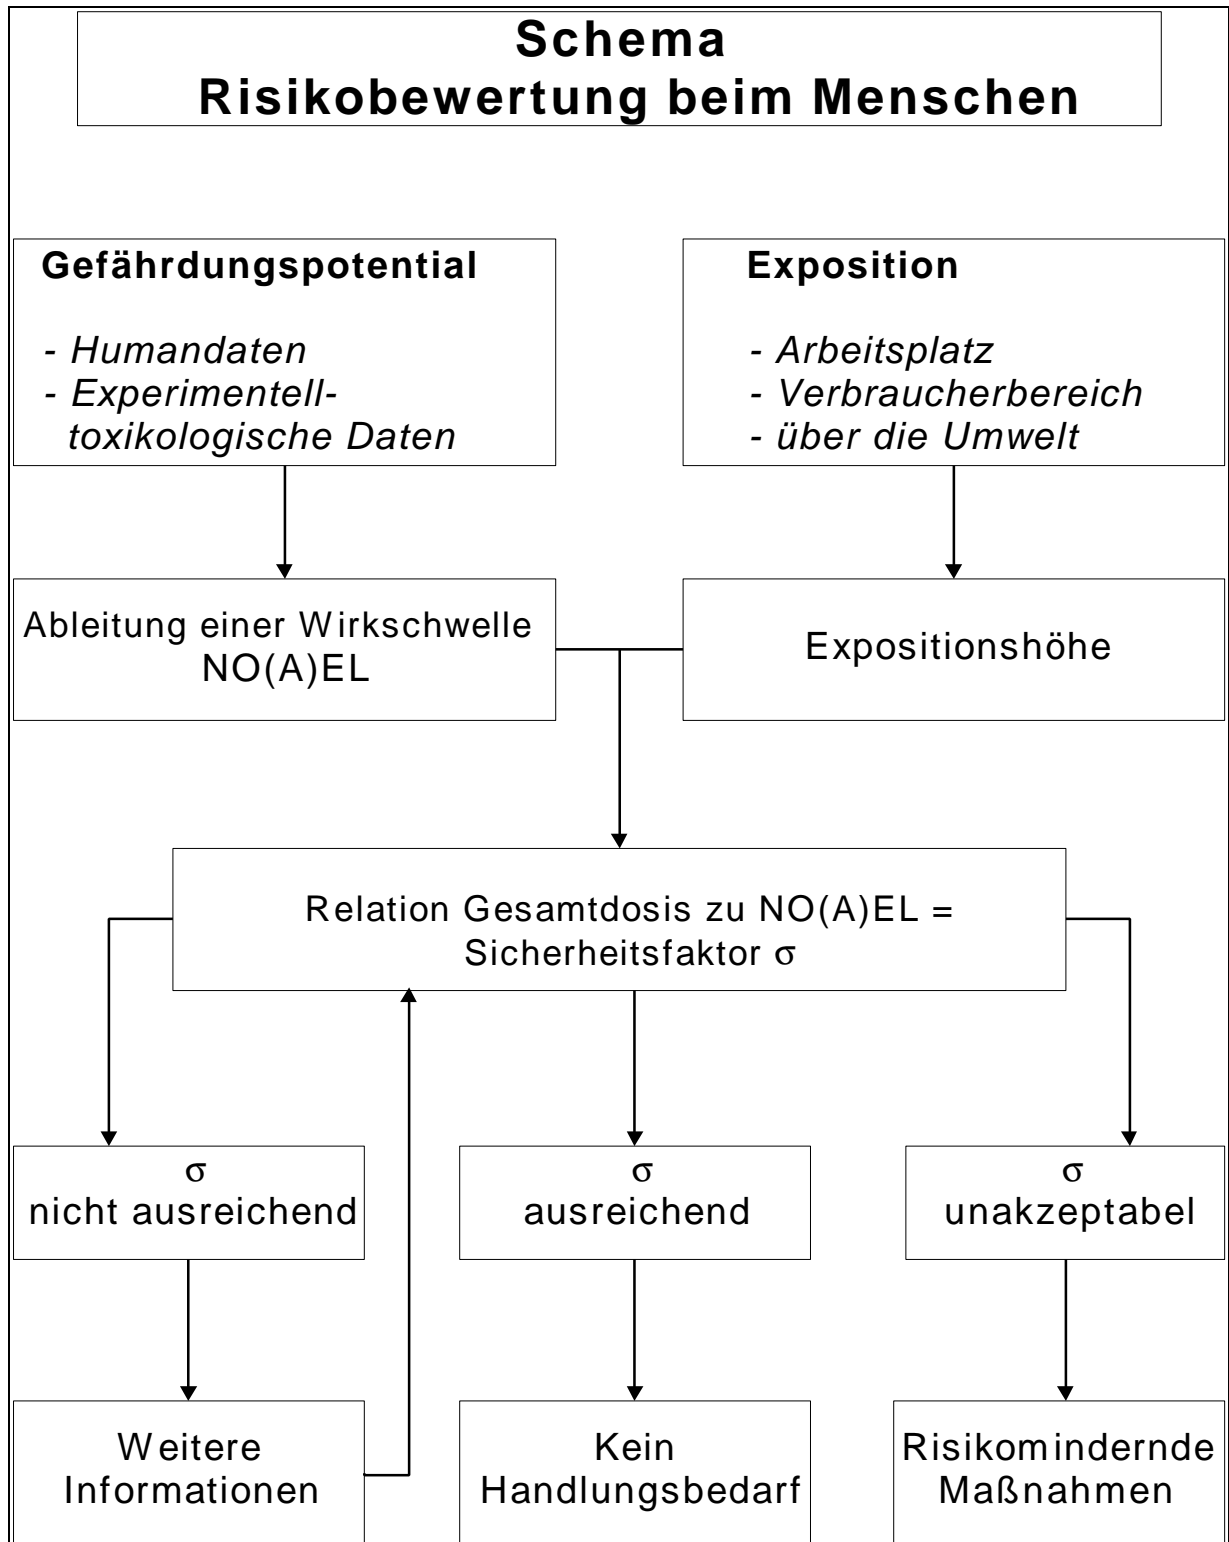 Schema
Risikobewertung beim Menschen
Gefährdungspotential
- Humandaten
- Experimentell-
toxikologische Daten
Exposition
- Arbeitsplatz
- Verbraucherbereich
- über die Umwelt
Ableitung einer Wirkschwelle
NO(A)EL
Expositionshöhe
Relation Gesamtdosis zu NO(A)EL =
Sicherheitsfaktor σ
σ
nicht ausreichend
σ
ausreichend
σ
unakzeptabel
Weitere
Informationen
Kein
Handlungsbedarf
Risikomindernde
Maßnahmen